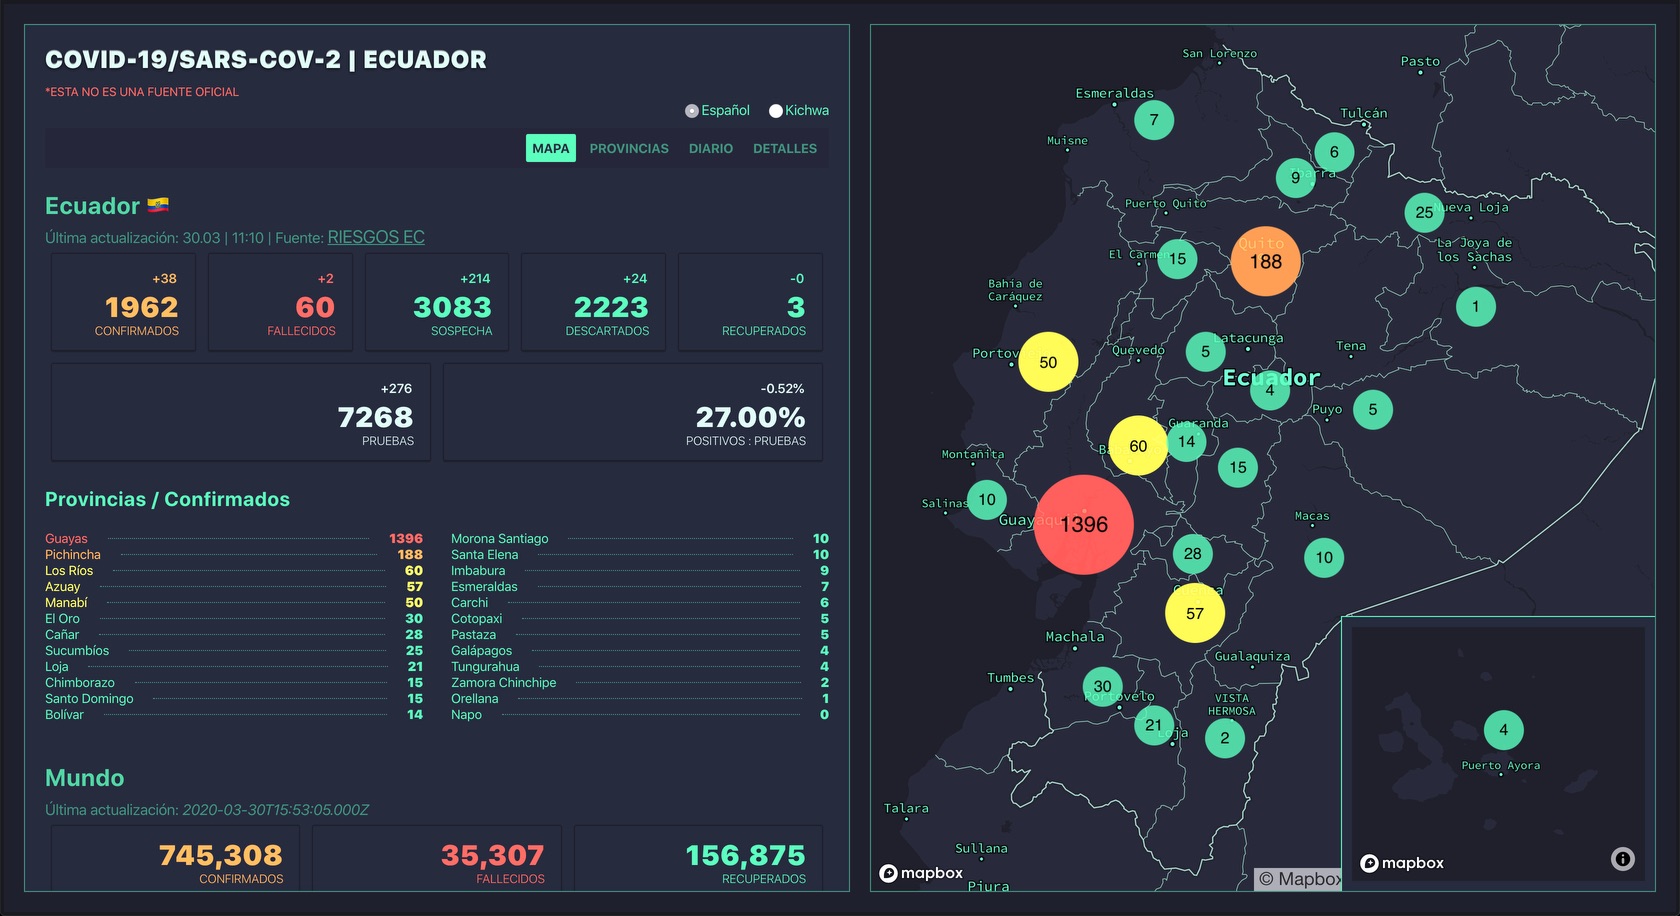 COVID-19/SARS-COV-2 | ECUADOR
*ESTA NO ES UNA FUENTE OFICIAL
Español Kichwa
MAPA PROVINCIAS DIARIO DETALLES
Ecuador
Última actualización: 30.03 | 11:10 | Fuente: RIESGOS EC
+38
1962
CONFIRMADOS
+2
60
FALLECIDOS
+214
3083
SOSPECHA
+24
2223
DESCARTADOS
-0
3
RECUPERADOS
+276
7268
PRUEBAS
-0.52%
27.00%
POSITIVOS : PRUEBAS
Provincias / Confirmados
Guayas 1396
Pichincha 188
Los Ríos 60
Azuay 57
Manabí 50
El Oro 30
Cañar 28
Sucumbíos 25
Loja 21
Chimborazo 15
Santo Domingo 15
Bolívar 14
Morona Santiago 10
Santa Elena 10
Imbabura 9
Esmeraldas 7
Carchi 6
Cotopaxi 5
Pastaza 5
Galápagos 4
Tungurahua 4
Zamora Chinchipe 2
Orellana 1
Napo 0
Mundo
Última actualización: 2020-03-30T15:53:05.000Z
745,308
CONFIRMADOS
35,307
FALLECIDOS
156,875
RECUPERADOS
San Lorenzo
Pasto
Esmeraldas
7
Tulcán
Muisne
6
9
Puerto Quito
25
Nueva Loja
Quito
188
El Carmen
15
La Joya de
los Sachas
Bahía de
Caráquez
1
50
Quevedo
5
Latacunga
Tena
Ecuador
4
Puyo
5
Guaranda
60
14
Montañita
15
Salinas
10
1396
Macas
28
10
57
Machala
Gualaquiza
Tumbes
30
Portovelo
VISTA
HERMOSA
21
Loja
2
Talara
Sullana
Piura
mapbox
© Mapbox
4
Puerto Ayora
mapbox